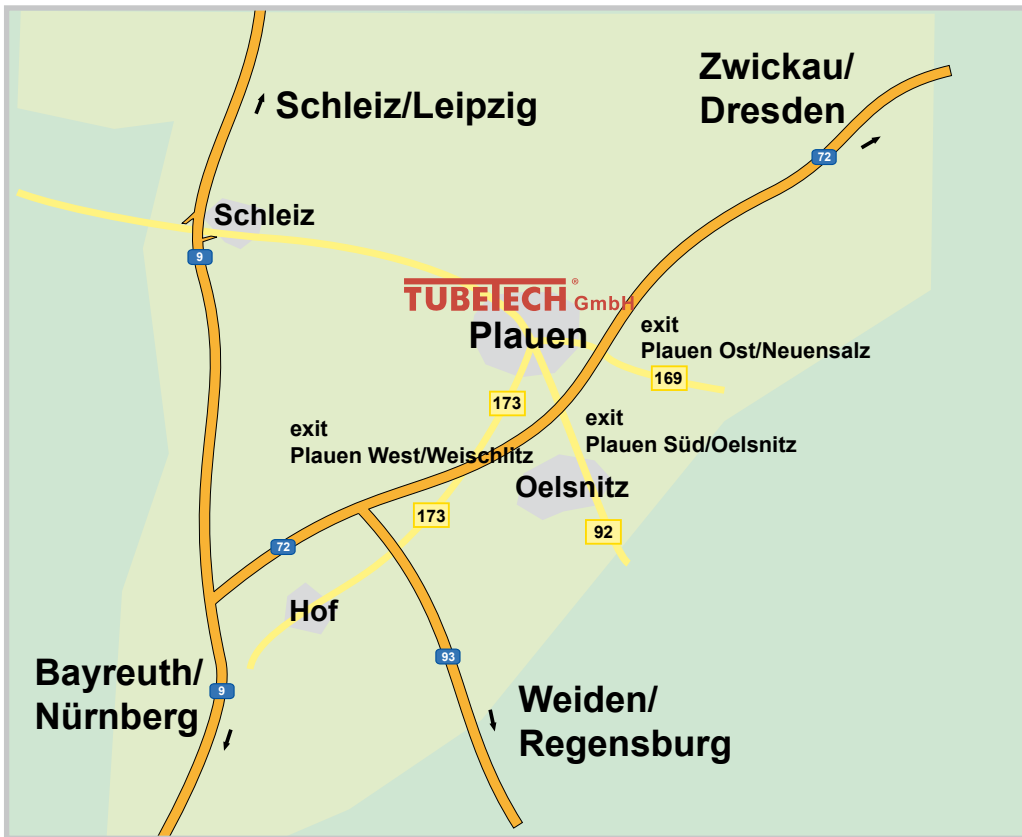 Zwickau/
Dresden
Schleiz/Leipzig
72
Schleiz
9
TUBETECH® GmbH
Plauen
exit
Plauen Ost/Neuensalz
169
173
exit
Plauen West/Weischlitz
exit
Plauen Süd/Oelsnitz
Oelsnitz
173
92
72
Hof
93
Bayreuth/
Nürnberg
9
Weiden/
Regensburg